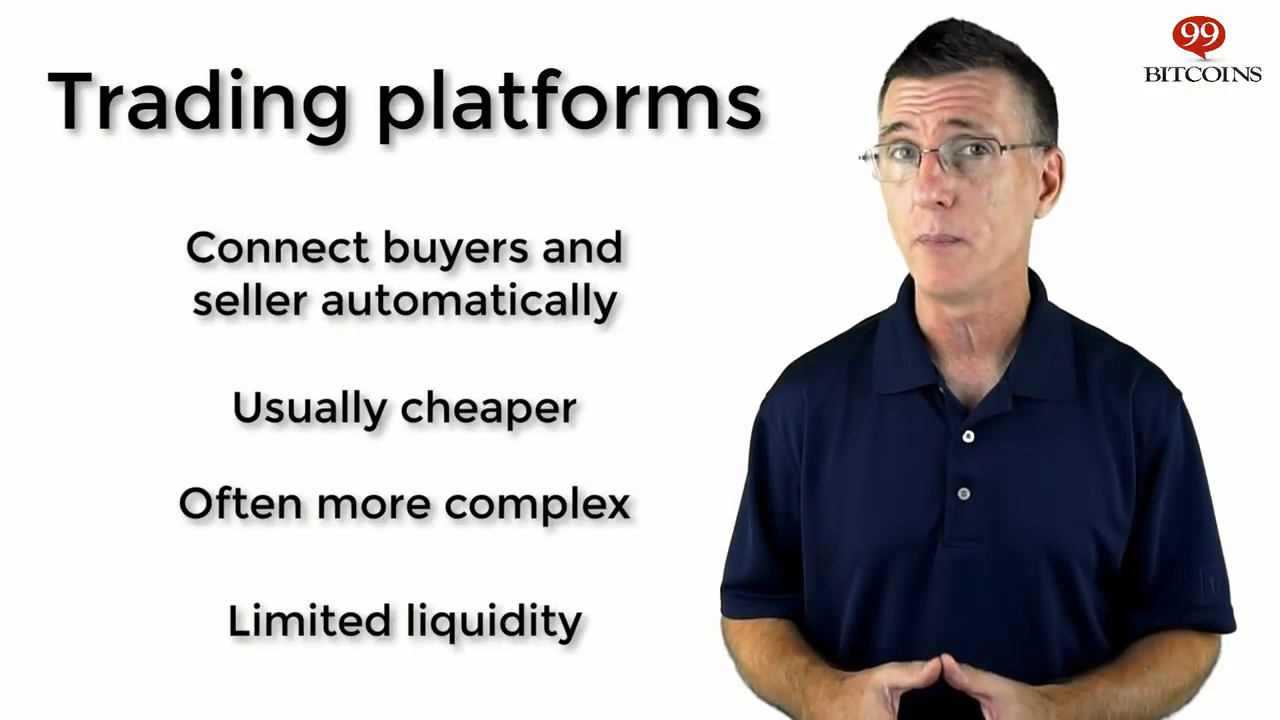 Trading platforms
99
BITCOINS
Connect buyers and
seller automatically
Usually cheaper
Often more complex
Limited liquidity